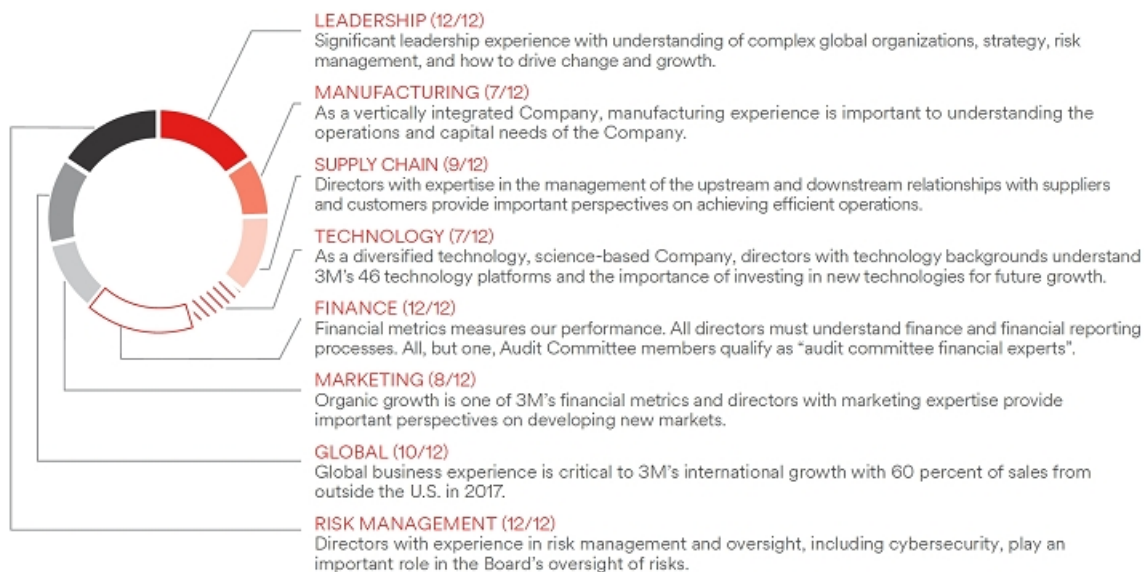 LEADERSHIP (12/12)
Significant leadership experience with understanding of complex global organizations, strategy, risk
management, and how to drive change and growth.
MANUFACTURING (7/12)
As a vertically integrated Company, manufacturing experience is important to understanding the
operations and capital needs of the Company.
SUPPLY CHAIN (9/12)
Directors with expertise in the management of the upstream and downstream relationships with suppliers
and customers provide important perspectives on achieving efficient operations.
TECHNOLOGY (7/12)
As a diversified technology, science-based Company, directors with technology backgrounds understand
3M's 46 technology platforms and the importance of investing in new technologies for future growth.
FINANCE (12/12)
Financial metrics measures our performance. All directors must understand finance and financial reporting
processes. All, but one, Audit Committee members qualify as “audit committee financial experts”.
MARKETING (8/12)
Organic growth is one of 3M's financial metrics and directors with marketing expertise provide
important perspectives on developing new markets.
GLOBAL (10/12)
Global business experience is critical to 3M's international growth with 60 percent of sales from
outside the U.S. in 2017.
RISK MANAGEMENT (12/12)
Directors with experience in risk management and oversight, including cybersecurity, play an
important role in the Board's oversight of risks.